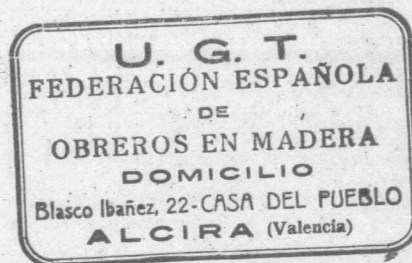 U. G. T.
FEDERACIÓN ESPAÑOLA
DE
OBREROS EN MADERA
DOMICILIO
Blasco Ibañez, 22-CASA DEL PUEBLO
ALCIRA (Valencia)